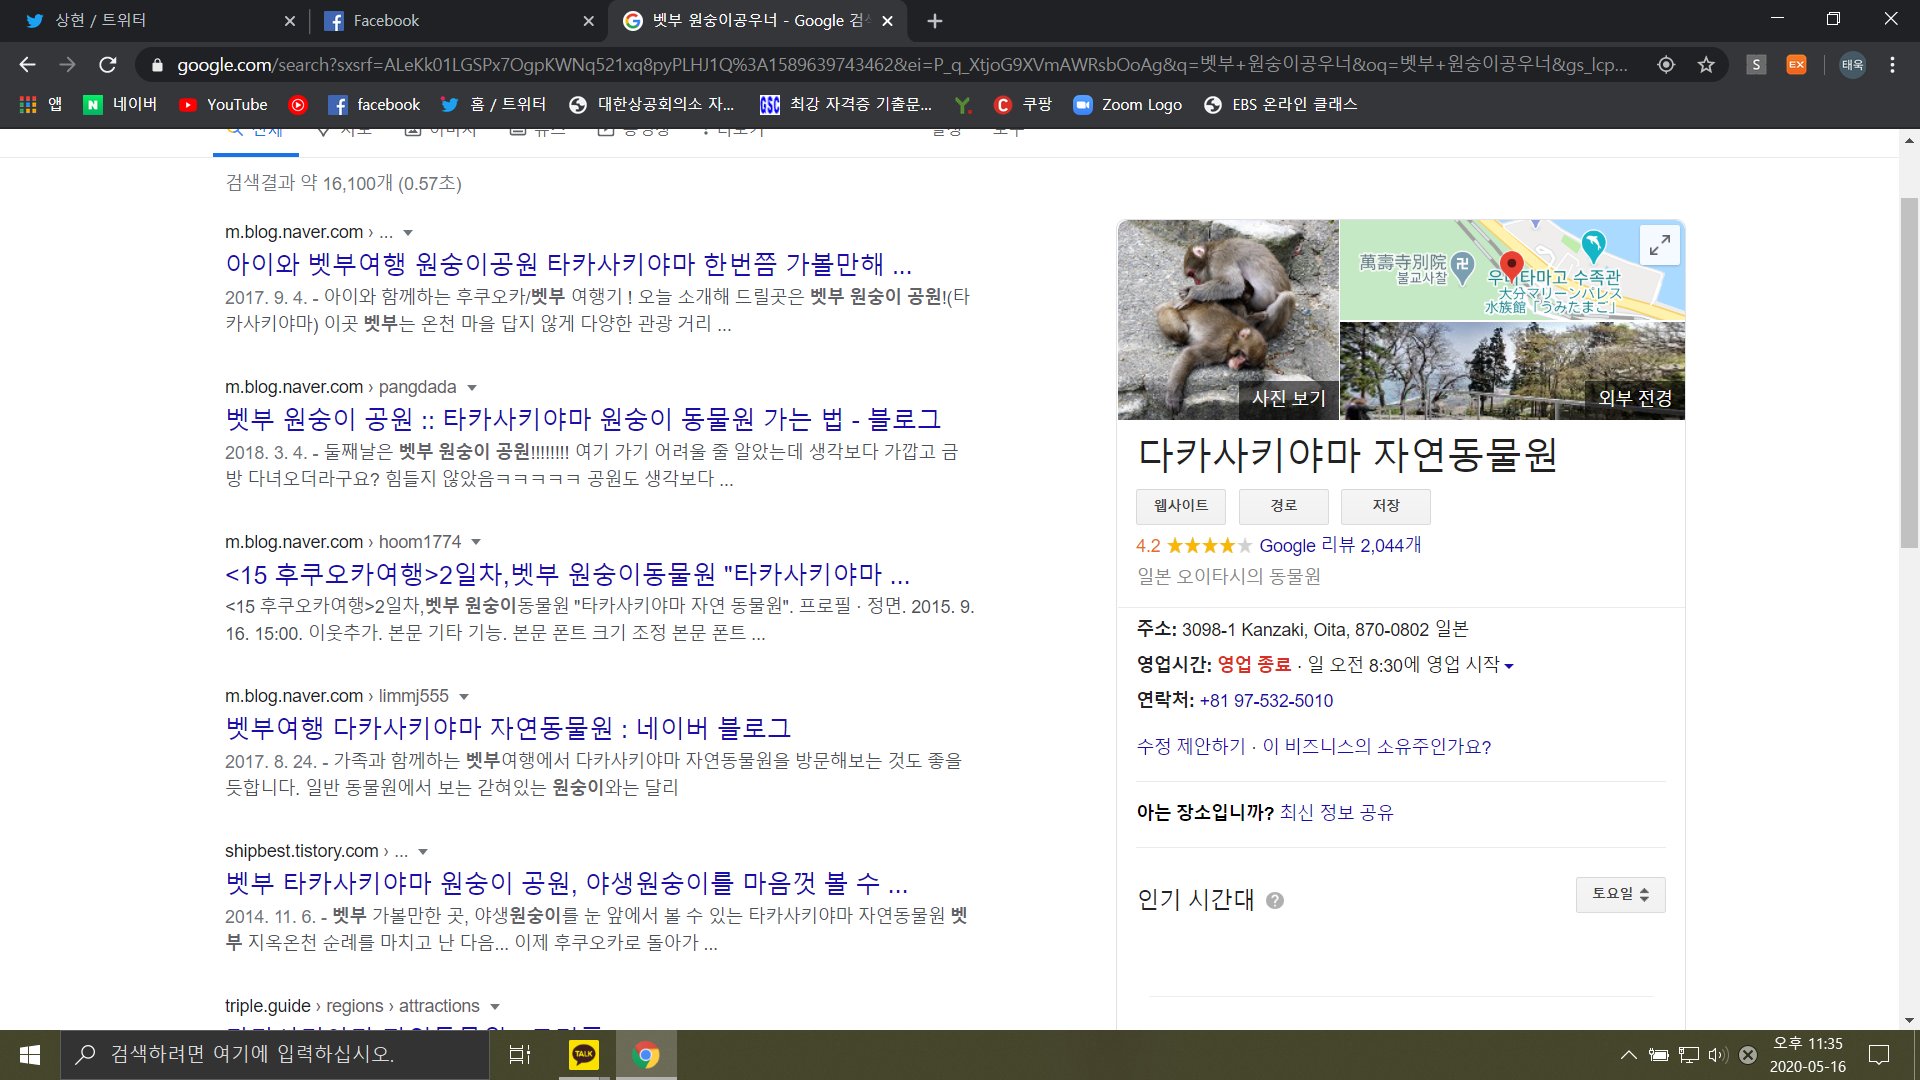 상현 / 트위터
Facebook
벳부 원숭이공우너 - Google 검색
google.com/search?sxsrf=ALeKk01LGSPx7OgpKWNq521xq8pyPLHJ1Q%3A1589639743462&ei=P_q_XtjoG9XVmAWRsbOoAg&q=벳부+원숭이공우너&oq=벳부+원숭이공우너&gs_lcp...
S
EX
태욱
앱
네이버
YouTube
facebook
홈 / 트위터
GSC
대한상공회의소 자...
최강 자격증 기출문...
쿠팡
Zoom Logo
EBS 온라인 클래스
검색결과 약 16,100개 (0.57초)
m.blog.naver.com › ...
아이와 벳부여행 원숭이공원 타카사키야마 한번쯤 가볼만해 ...
2017. 9. 4. - 아이와 함께하는 후쿠오카/벳부 여행기 ! 오늘 소개해 드릴곳은 벳부 원숭이 공원!(타
카사키야마) 이곳 벳부는 온천 마을 답지 않게 다양한 관광 거리 ...
m.blog.naver.com › pangdada
벳부 원숭이 공원 :: 타카사키야마 원숭이 동물원 가는 법 - 블로그
2018. 3. 4. - 둘째날은 벳부 원숭이 공원!!!!!!!! 여기 가기 어려울 줄 알았는데 생각보다 가깝고 금
방 다녀오더라구요? 힘들지 않았음ㅋㅋㅋㅋㅋ 공원도 생각보다 ...
m.blog.naver.com › hoom1774
<15 후쿠오카여행>2일차,벳부 원숭이동물원 "타카사키야마 ...
<15 후쿠오카여행>2일차,벳부 원숭이동물원 "타카사키야마 자연 동물원". 프로필 · 정면. 2015. 9.
16. 15:00. 이웃추가. 본문 기타 기능. 본문 폰트 크기 조정 본문 폰트 ...
m.blog.naver.com › limmj555
벳부여행 다카사키야마 자연동물원 : 네이버 블로그
2017. 8. 24. - 가족과 함께하는 벳부여행에서 다카사키야마 자연동물원을 방문해보는 것도 좋을
듯합니다. 일반 동물원에서 보는 갇혀있는 원숭이와는 달리
shipbest.tistory.com › ...
벳부 타카사키야마 원숭이 공원, 야생원숭이를 마음껏 볼 수 ...
2014. 11. 6. - 벳부 가볼만한 곳, 야생원숭이를 눈 앞에서 볼 수 있는 타카사키야마 자연동물원 벳
부 지옥온천 순례를 마치고 난 다음... 이제 후쿠오카로 돌아가 ...
triple.guide › regions › attractions
사진 보기
萬壽寺別院
불교사찰
우미타마고 수족관
大分マリーンパレス
水族館「うみたまご」
외부 전경
다카사키야마 자연동물원
웹사이트
경로
저장
4.2 Google 리뷰 2,044개
일본 오이타시의 동물원
주소: 3098-1 Kanzaki, Oita, 870-0802 일본
영업시간: 영업 종료 · 일 오전 8:30에 영업 시작
연락처: +81 97-532-5010
수정 제안하기 · 이 비즈니스의 소유주인가요?
아는 장소입니까? 최신 정보 공유
인기 시간대
토요일
검색하려면 여기에 입력하십시오.
TALK
오후 11:35
2020-05-16